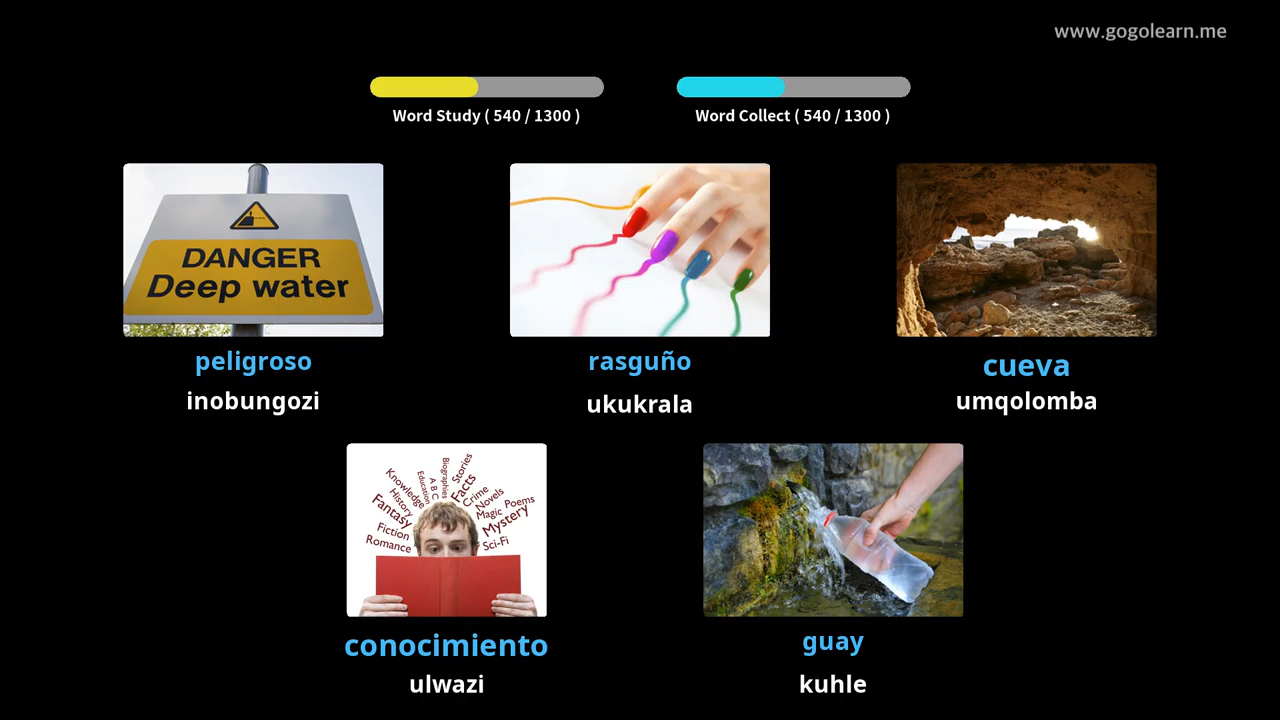 www.gogolearn.me
Word Study ( 540 / 1300 )
Word Collect ( 540 / 1300 )
DANGER
Deep water
peligroso
inobungozi
rasguño
ukukrala
cueva
umqolomba
Knowledge
History
Fantasy
Fiction
Romance
Education
A B C
Biographies
Stories
Facts
Crime
Novels
Magic
Poems
Mystery
Sci-Fi
conocimiento
ulwazi
guay
kuhle